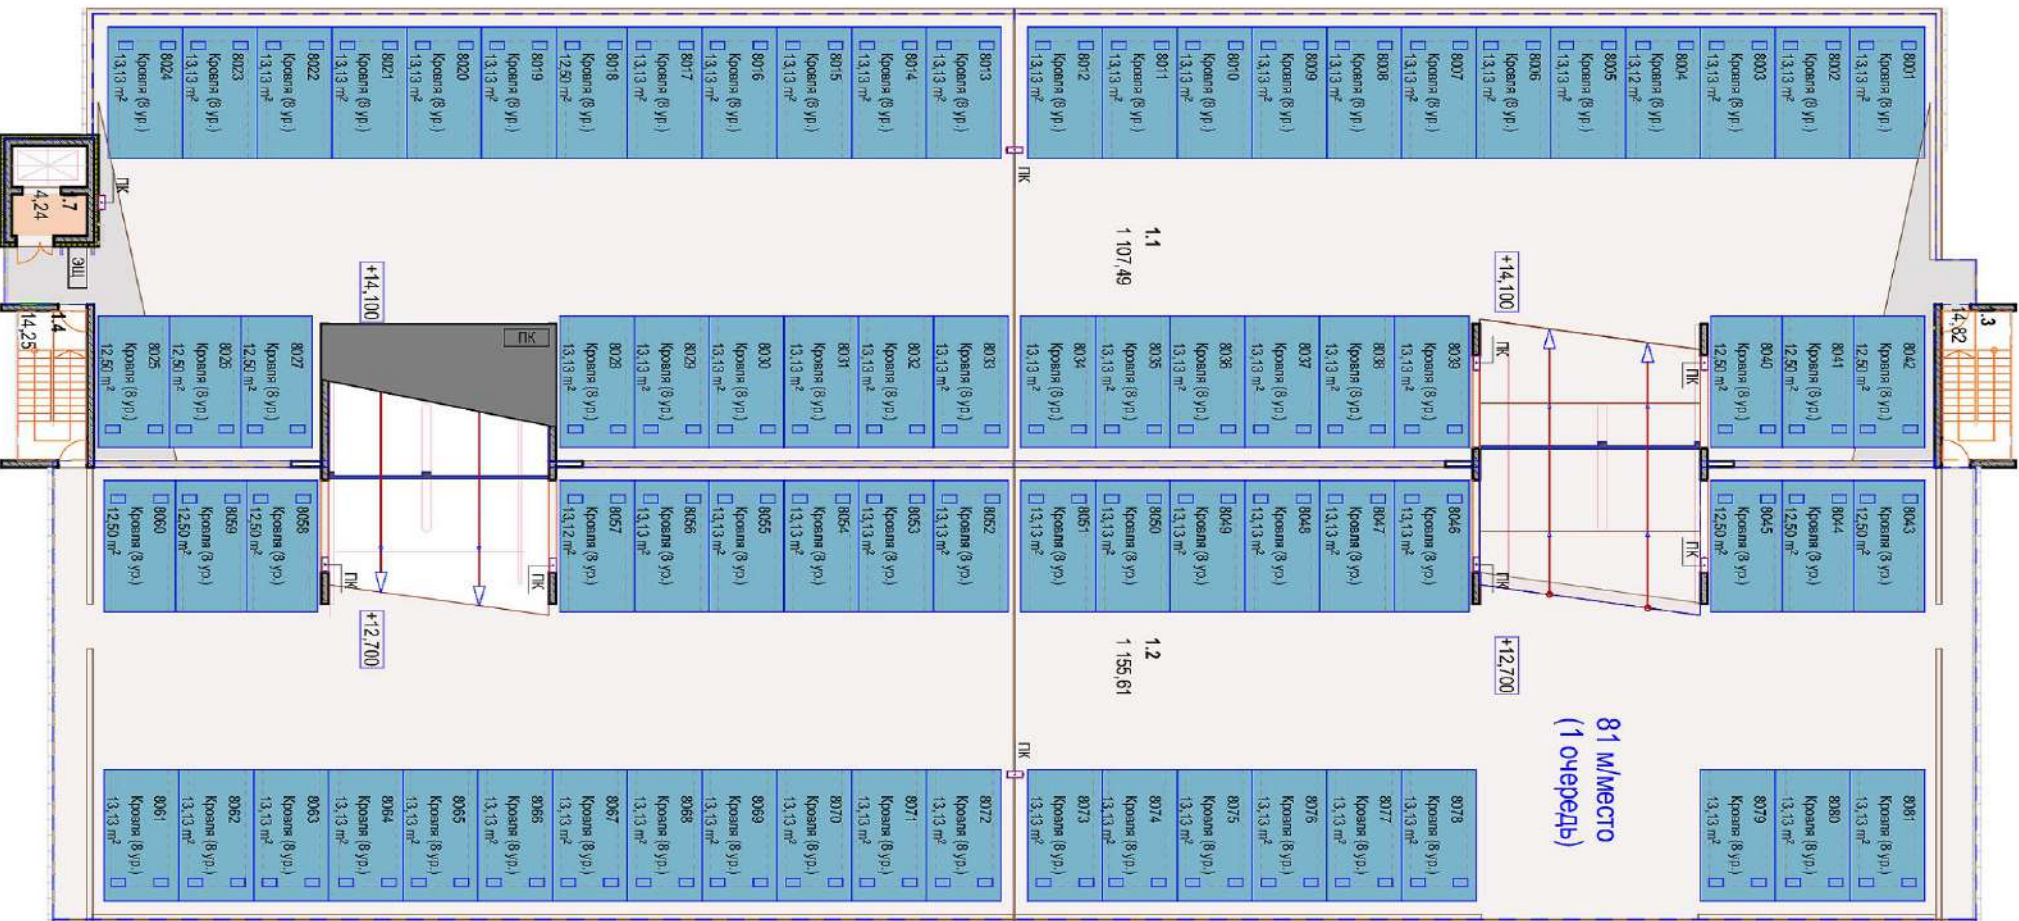 8001
Кровля (8 ур.)
13,13 m²
8002
Кровля (8 ур.)
13,13 m²
8003
Кровля (8 ур.)
13,13 m²
8004
Кровля (8 ур.)
13,12 m²
8005
Кровля (8 ур.)
13,13 m²
8006
Кровля (8 ур.)
13,13 m²
8007
Кровля (8 ур.)
13,13 m²
8008
Кровля (8 ур.)
13,13 m²
8009
Кровля (8 ур.)
13,13 m²
8010
Кровля (8 ур.)
13,13 m²
8011
Кровля (8 ур.)
13,13 m²
8012
Кровля (8 ур.)
13,13 m²
8013
Кровля (8 ур.)
13,13 m²
8014
Кровля (8 ур.)
13,13 m²
8015
Кровля (8 ур.)
13,13 m²
8016
Кровля (8 ур.)
13,13 m²
8017
Кровля (8 ур.)
13,13 m²
8018
Кровля (8 ур.)
12,50 m²
8019
Кровля (8 ур.)
13,13 m²
8020
Кровля (8 ур.)
13,13 m²
8021
Кровля (8 ур.)
13,13 m²
8022
Кровля (8 ур.)
13,13 m²
8023
Кровля (8 ур.)
13,13 m²
8024
Кровля (8 ур.)
13,13 m²
ПК
ПК
1.7
4,24
ЭЩ
1.1
1 107,49
+14,100
+14,100
1.3
14,82
1.4
14,25
8042
Кровля (8 ур.)
12,50 m²
8041
Кровля (8 ур.)
12,50 m²
8040
Кровля (8 ур.)
12,50 m²
ПК
ПК
8039
Кровля (8 ур.)
13,13 m²
8038
Кровля (8 ур.)
13,13 m²
8037
Кровля (8 ур.)
13,13 m²
8036
Кровля (8 ур.)
13,13 m²
8035
Кровля (8 ур.)
13,13 m²
8034
Кровля (8 ур.)
13,13 m²
8033
Кровля (8 ур.)
13,13 m²
8032
Кровля (8 ур.)
13,13 m²
8031
Кровля (8 ур.)
13,13 m²
8030
Кровля (8 ур.)
13,13 m²
8029
Кровля (8 ур.)
13,13 m²
8028
Кровля (8 ур.)
13,13 m²
ПК
8027
Кровля (8 ур.)
12,50 m²
8026
Кровля (8 ур.)
12,50 m²
8025
Кровля (8 ур.)
12,50 m²
8043
Кровля (8 ур.)
12,50 m²
8044
Кровля (8 ур.)
12,50 m²
8045
Кровля (8 ур.)
12,50 m²
ПК
ПК
8046
Кровля (8 ур.)
13,13 m²
8047
Кровля (8 ур.)
13,13 m²
8048
Кровля (8 ур.)
13,13 m²
8049
Кровля (8 ур.)
13,13 m²
8050
Кровля (8 ур.)
13,13 m²
8051
Кровля (8 ур.)
13,13 m²
8052
Кровля (8 ур.)
13,13 m²
8053
Кровля (8 ур.)
13,13 m²
8054
Кровля (8 ур.)
13,13 m²
8055
Кровля (8 ур.)
13,13 m²
8056
Кровля (8 ур.)
13,13 m²
8057
Кровля (8 ур.)
13,12 m²
ПК
ПК
8058
Кровля (8 ур.)
12,50 m²
8059
Кровля (8 ур.)
12,50 m²
8060
Кровля (8 ур.)
12,50 m²
+12,700
+12,700
1.2
1 155,61
81 м/место
(1 очередь)
ПК
8081
Кровля (8 ур.)
13,13 m²
8080
Кровля (8 ур.)
13,13 m²
8079
Кровля (8 ур.)
13,13 m²
8078
Кровля (8 ур.)
13,13 m²
8077
Кровля (8 ур.)
13,13 m²
8076
Кровля (8 ур.)
13,13 m²
8075
Кровля (8 ур.)
13,13 m²
8074
Кровля (8 ур.)
13,13 m²
8073
Кровля (8 ур.)
13,13 m²
8072
Кровля (8 ур.)
13,13 m²
8071
Кровля (8 ур.)
13,13 m²
8070
Кровля (8 ур.)
13,13 m²
8069
Кровля (8 ур.)
13,13 m²
8068
Кровля (8 ур.)
13,13 m²
8067
Кровля (8 ур.)
13,13 m²
8066
Кровля (8 ур.)
13,13 m²
8065
Кровля (8 ур.)
13,13 m²
8064
Кровля (8 ур.)
13,13 m²
8063
Кровля (8 ур.)
13,13 m²
8062
Кровля (8 ур.)
13,13 m²
8061
Кровля (8 ур.)
13,13 m²